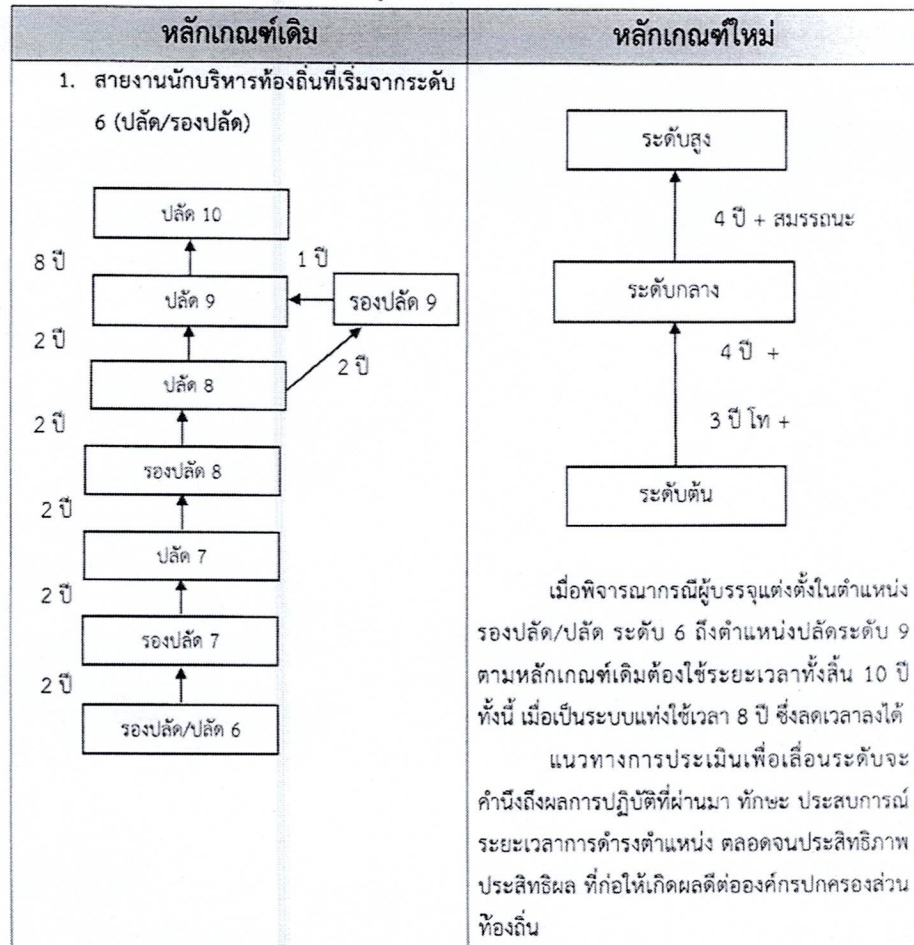 หลักเกณฑ์เดิม
หลักเกณฑ์ใหม่
1. สายงานนักบริหารท้องถิ่นที่เริ่มจากระดับ
6 (ปลัด/รองปลัด)
ปลัด 10
8 ปี
1 ปี
ปลัด 9
รองปลัด 9
2 ปี
2 ปี
ปลัด 8
2 ปี
รองปลัด 8
2 ปี
ปลัด 7
2 ปี
รองปลัด 7
2 ปี
รองปลัด/ปลัด 6
ระดับสูง
4 ปี + สมรรถนะ
ระดับกลาง
4 ปี +
3 ปี โท +
ระดับต้น
เมื่อพิจารณากรณีผู้บรรจุแต่งตั้งในตำแหน่ง
รองปลัด/ปลัด ระดับ 6 ถึงตำแหน่งปลัดระดับ 9
ตามหลักเกณฑ์เดิมต้องใช้ระยะเวลาทั้งสิ้น 10 ปี
ทั้งนี้ เมื่อเป็นระบบแท่งใช้เวลา 8 ปี ซึ่งลดเวลาลงได้
แนวทางการประเมินเพื่อเลื่อนระดับจะ
คำนึงถึงผลการปฏิบัติที่ผ่านมา ทักษะ ประสบการณ์
ระยะเวลาการดำรงตำแหน่ง ตลอดจนประสิทธิภาพ
ประสิทธิผล ที่ก่อให้เกิดผลดีต่อองค์กรปกครองส่วน
ท้องถิ่น